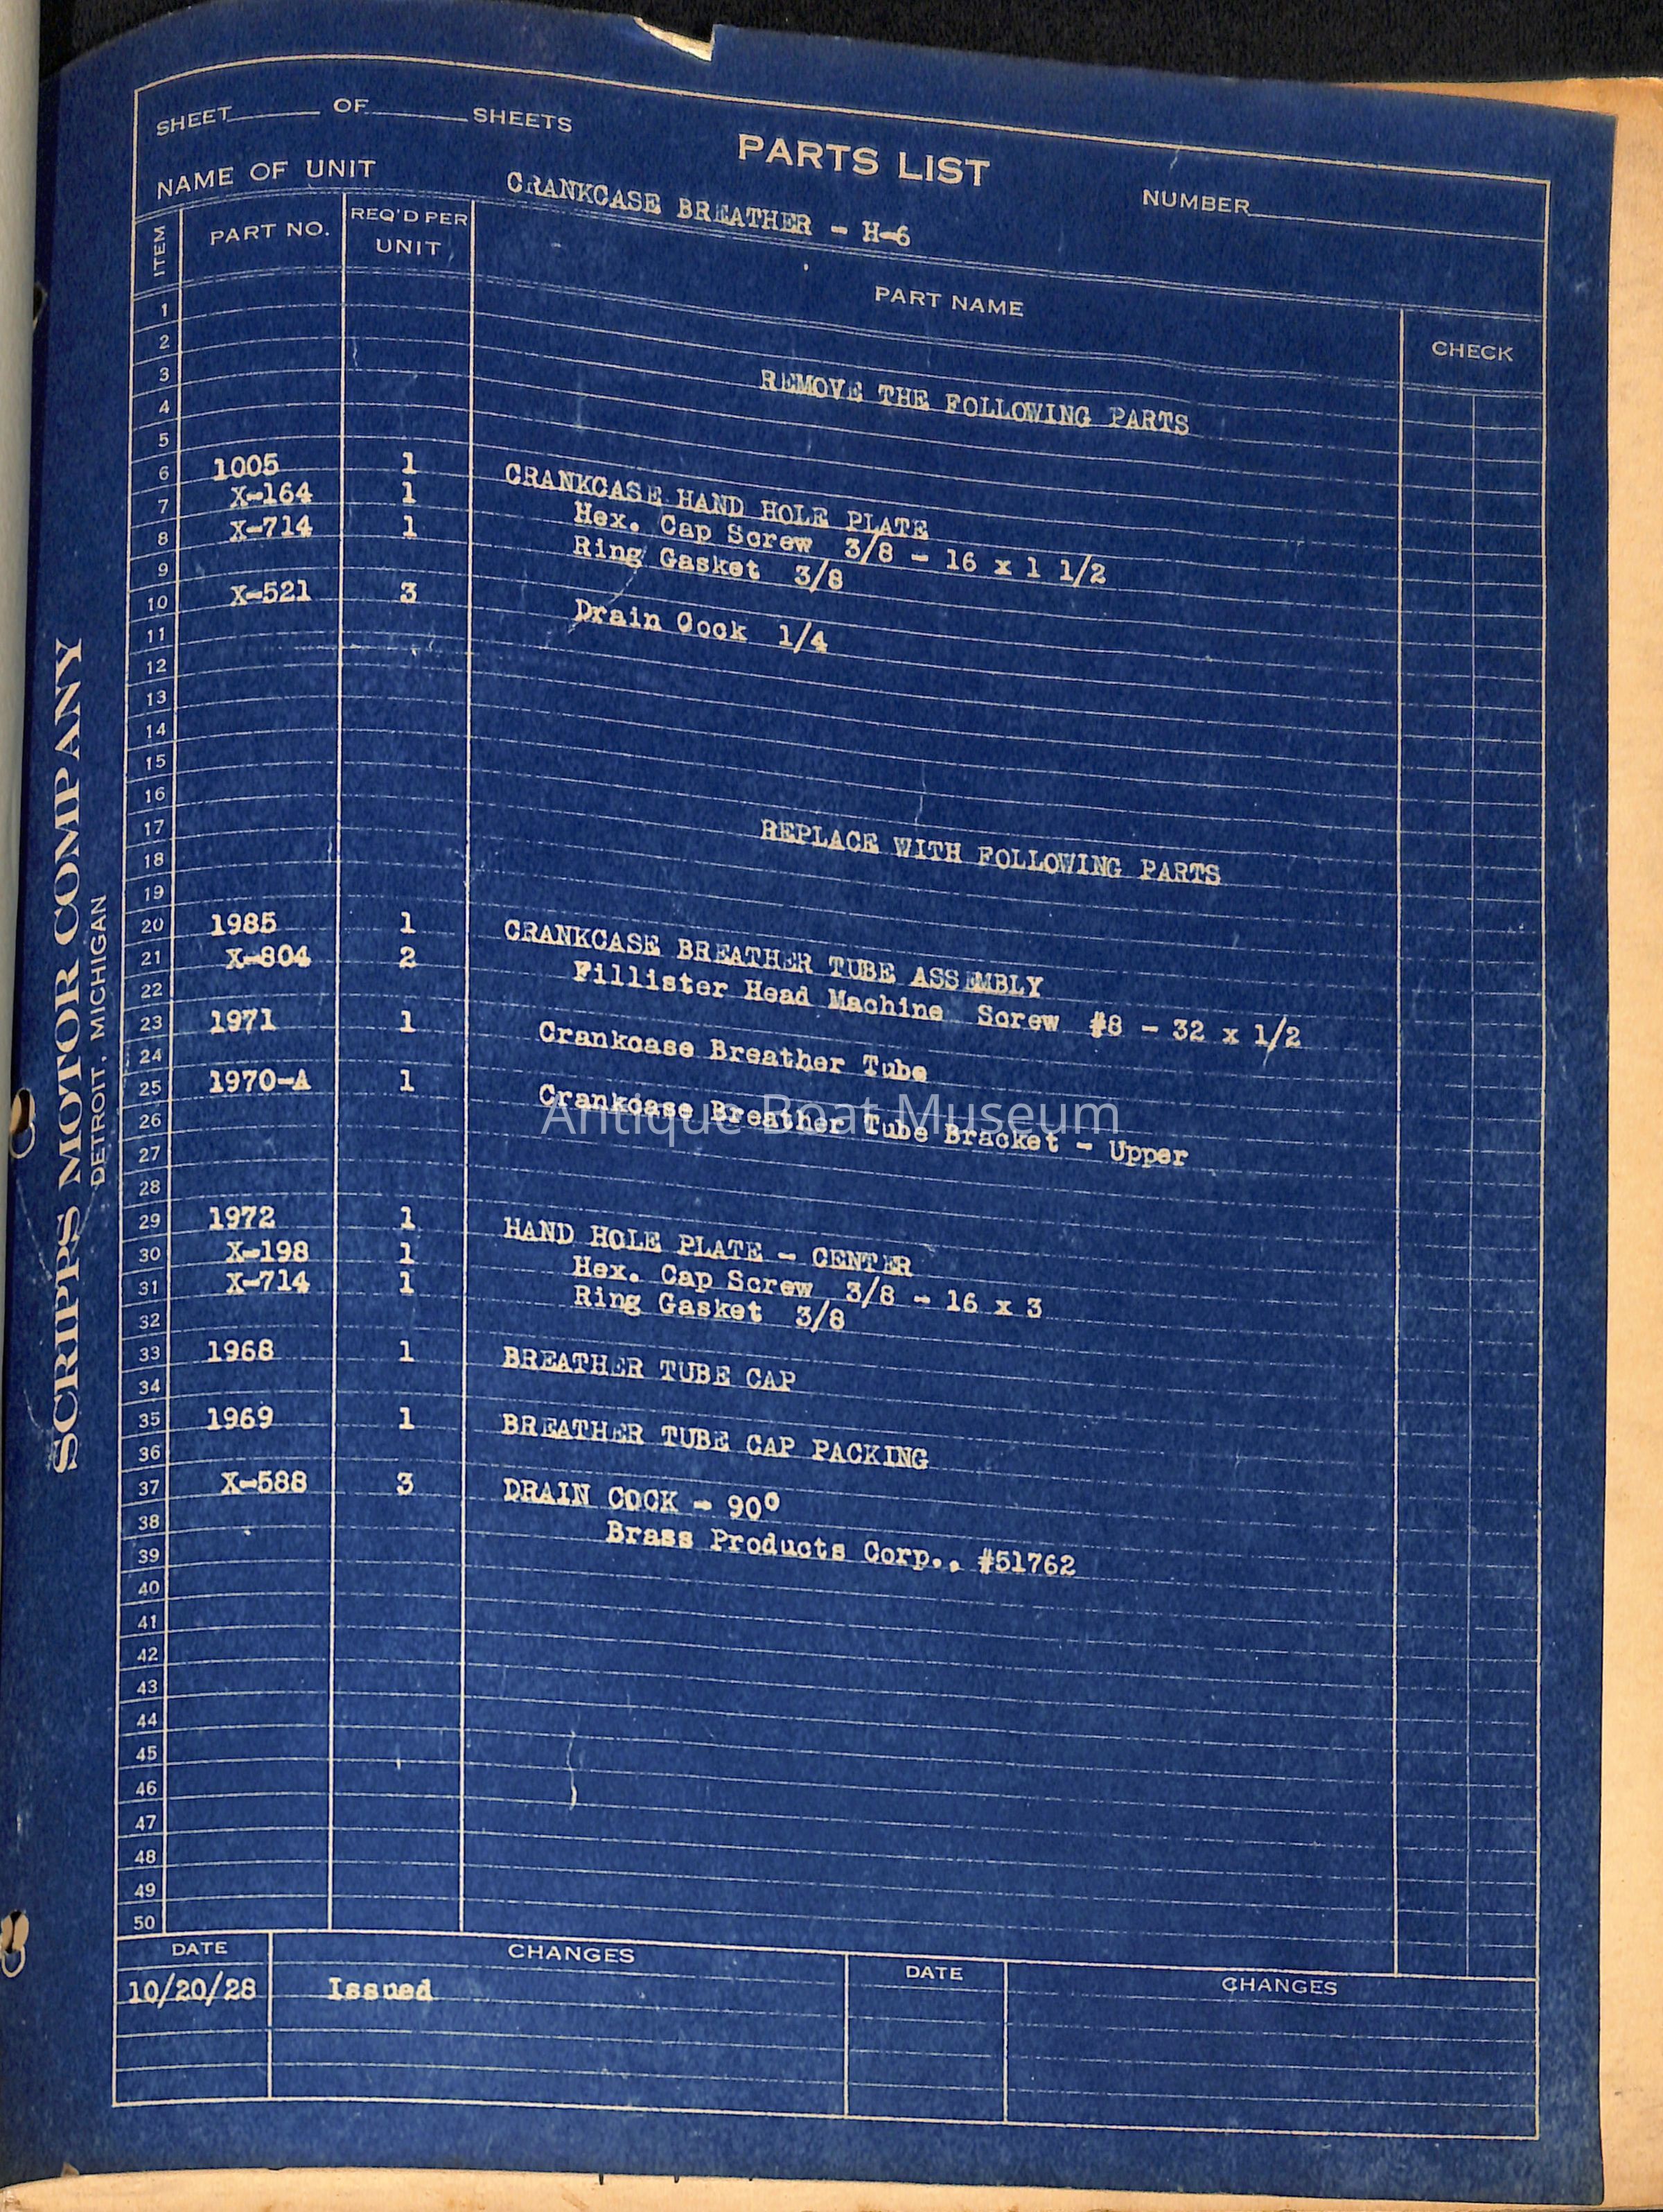 SHEET OF SHEETS
PARTS LIST
NAME OF UNIT CRANKCASE BREATHER - H-6 NUMBER
ITEM PART NO. REQ'D PER UNIT PART NAME CHECK
1
2
3 REMOVE THE FOLLOWING PARTS
4
5
6 1005 1 CRANKCASE HAND HOLE PLATE
7 X-164 1 Hex. Cap Screw 3/8 - 16 x 1 1/2
8 X-714 1 Ring Gasket 3/8
9
10 X-521 3 Drain Cock 1/4
11
12
13
14
15
16
17 REPLACE WITH FOLLOWING PARTS
18
19
20 1985 1 CRANKCASE BREATHER TUBE ASSEMBLY
21 X-804 2 Fillister Head Machine Screw #8 - 32 x 1/2
22
23 1971 1 Crankcase Breather Tube
24
25 1970-A 1 Crankcase Breather Tube Bracket - Upper
26
27
28
29 1972 1 HAND HOLE PLATE - CENTER
30 X-198 1 Hex. Cap Screw 3/8 - 16 x 3
31 X-714 1 Ring Gasket 3/8
32
33 1968 1 BREATHER TUBE CAP
34
35 1969 1 BREATHER TUBE CAP PACKING
36
37 X-588 3 DRAIN COCK - 90°
38 Brass Products Corp., #51762
39
40
41
42
43
44
45
46
47
48
49
50
DATE CHANGES DATE CHANGES
10/20/28 Issued
SCRIPPS MOTOR COMPANY
DETROIT, MICHIGAN
Antique Boat Museum